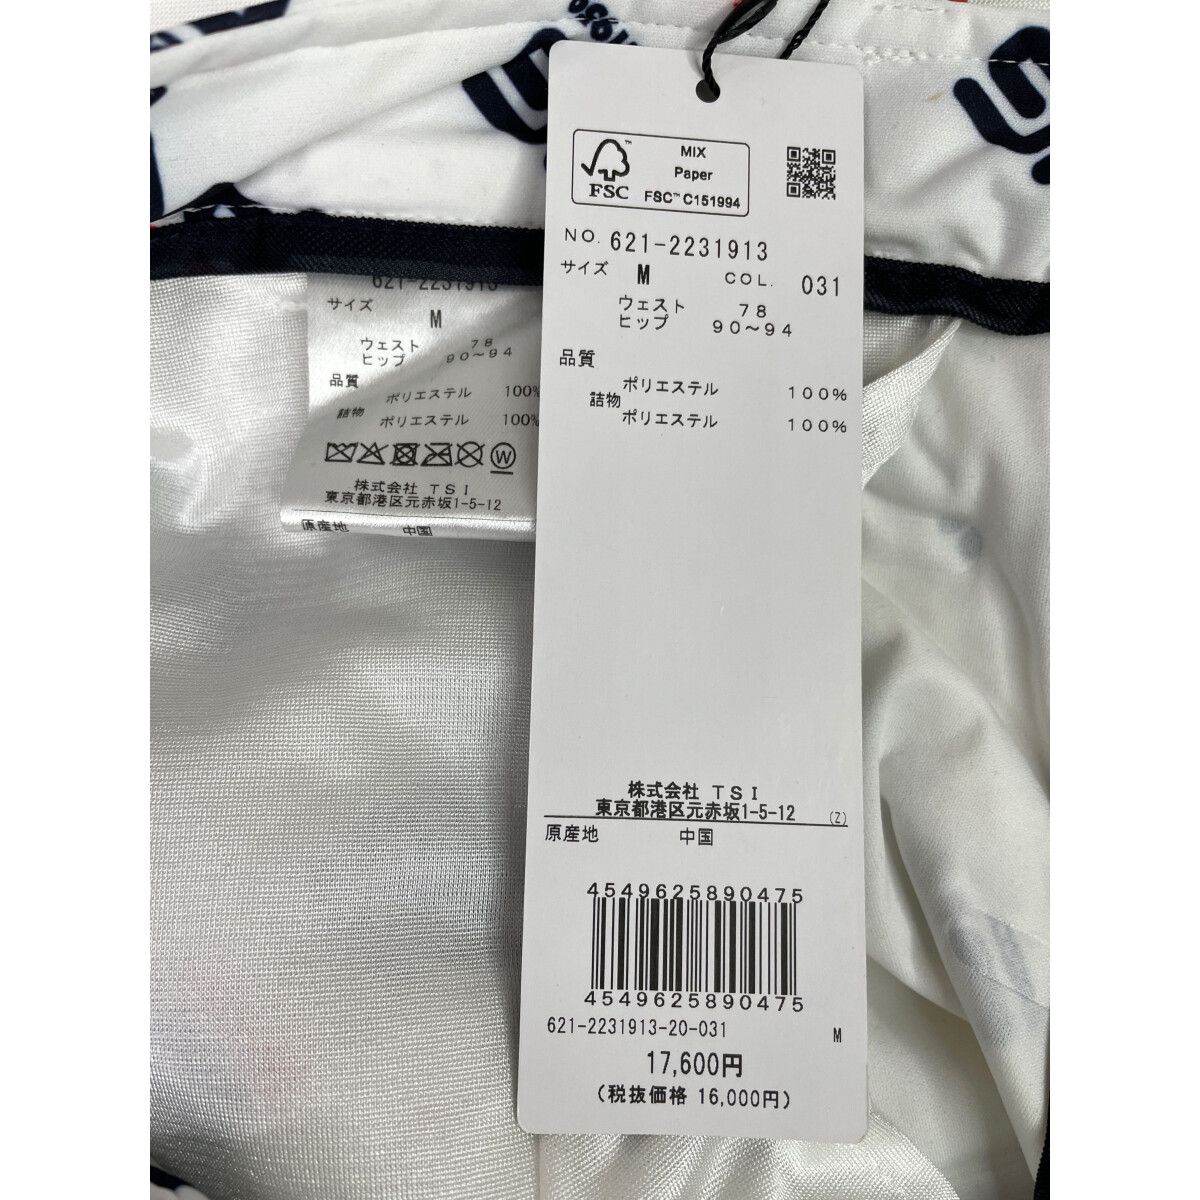 MIX
Paper
FSC™ C151994
FSC
NO. 621-2231913
サイズ M COL. 031
ウェスト 78
ヒップ 90～94
品質
ポリエステル 100%
詰物
ポリエステル 100%
株式会社 TSI
東京都港区元赤坂1-5-12 (Z)
原産地 中国
4549625890475
4549625890475
621-2231913-20-031 M
17,600円
(税抜価格 16,000円)
621-2231913
サイズ
M
ウェスト 78
ヒップ 90～94
品質
ポリエステル 100%
詰物
ポリエステル 100%
W
株式会社 TSI
東京都港区元赤坂1-5-12
原産地 中国